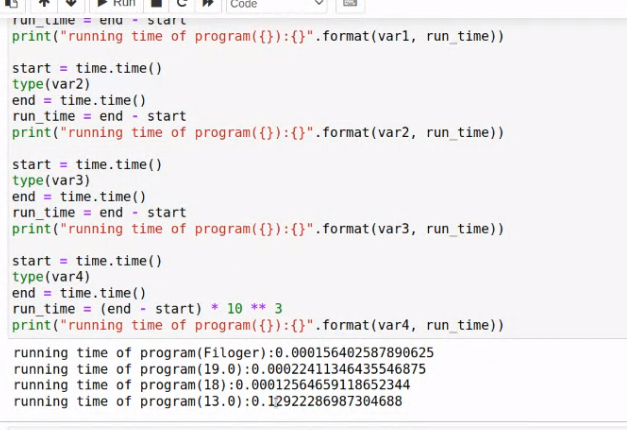 Run
Code
run_time = end - start
print("running time of program({}):{}".format(var1, run_time))
start = time.time()
type(var2)
end = time.time()
run_time = end - start
print("running time of program({}):{}".format(var2, run_time))
start = time.time()
type(var3)
end = time.time()
run_time = end - start
print("running time of program({}):{}".format(var3, run_time))
start = time.time()
type(var4)
end = time.time()
run_time = (end - start) * 10 ** 3
print("running time of program({}):{}".format(var4, run_time))
running time of program(Filoger):0.000156402587890625
running time of program(19.0):0.00022411346435546875
running time of program(18):0.00012564659118652344
running time of program(13.0):0.12922286987304688